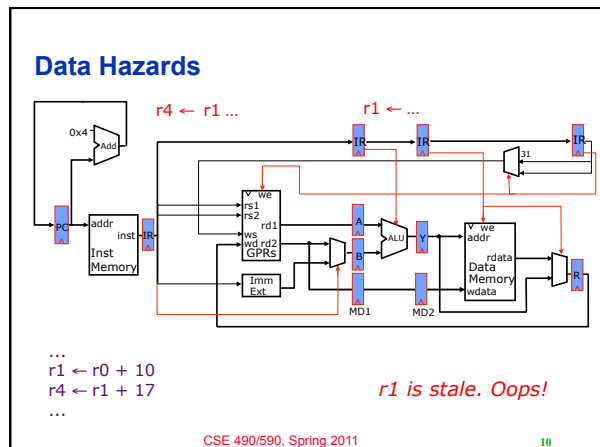 Data Hazards
r4 ← r1 ...
r1 ← ...
0x4
Add
IR
IR
IR
31
PC
addr
inst
Inst
Memory
IR
we
rs1
rs2
rd1
ws
wd rd2
GPRs
Imm
Ext
A
B
ALU
Y
MD1
MD2
we
addr
rdata
Data
Memory
wdata
R
...
r1 ← r0 + 10
r4 ← r1 + 17
...
r1 is stale. Oops!
CSE 490/590, Spring 2011
10